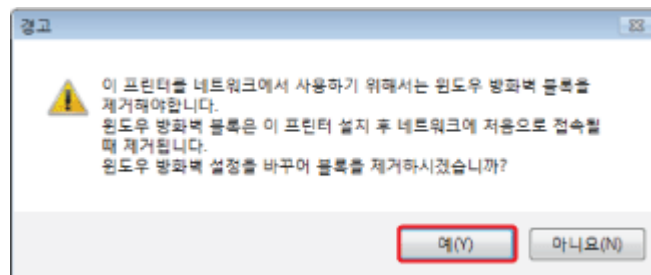 경고
이 프린터를 네트워크에서 사용하기 위해서는 윈도우 방화벽 블록을
제거해야합니다.
윈도우 방화벽 블록은 이 프린터 설치 후 네트워크에 처음으로 접속될
때 제거됩니다.
윈도우 방화벽 설정을 바꾸어 블록를 제거하시겠습니까?
예(Y)
아니요(N)